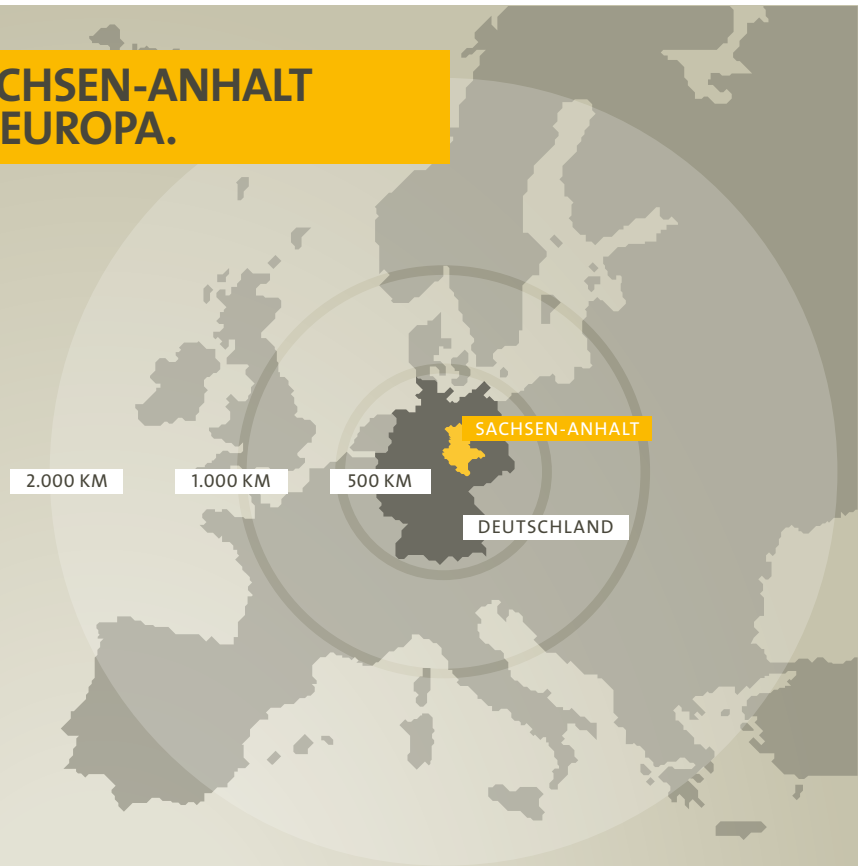 CHSEN-ANHALT
EUROPA.
SACHSEN-ANHALT
2.000 KM
1.000 KM
500 KM
DEUTSCHLAND